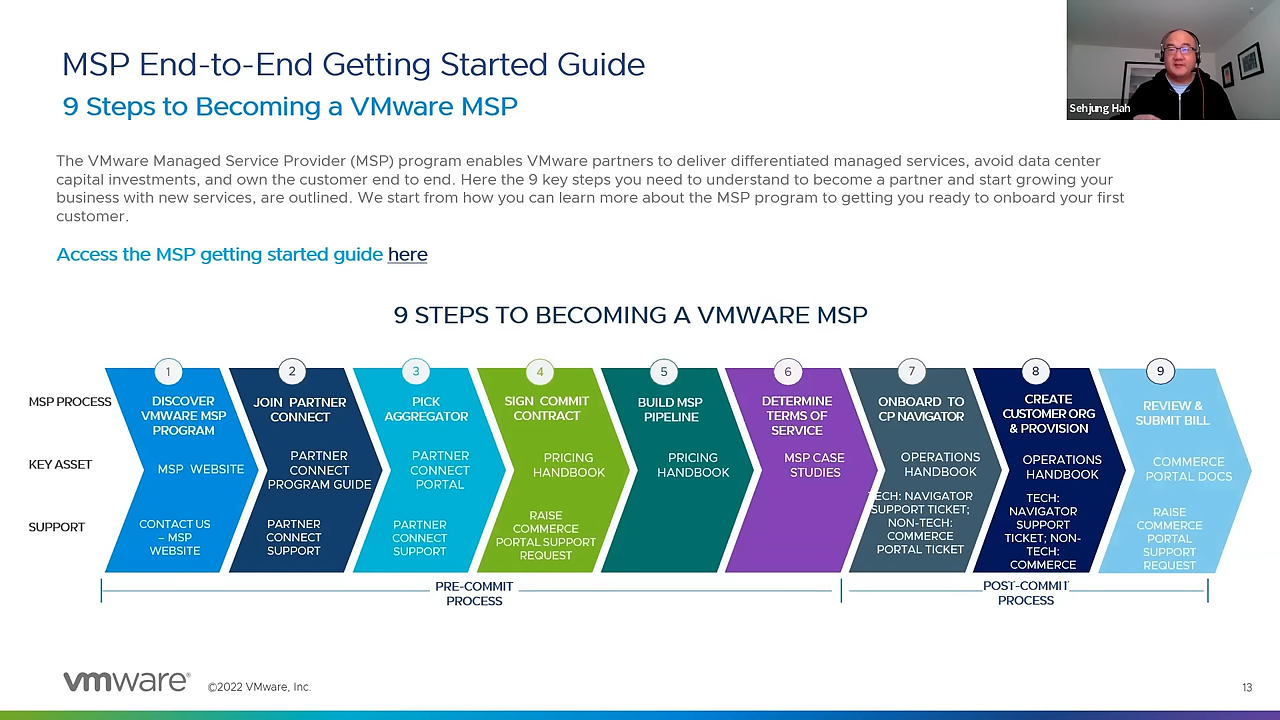 MSP End-to-End Getting Started Guide
9 Steps to Becoming a VMware MSP
Sehjung Hah
The VMware Managed Service Provider (MSP) program enables VMware partners to deliver differentiated managed services, avoid data center
capital investments, and own the customer end to end. Here the 9 key steps you need to understand to become a partner and start growing your
business with new services, are outlined. We start from how you can learn more about the MSP program to getting you ready to onboard your first
customer.
Access the MSP getting started guide here
9 STEPS TO BECOMING A VMWARE MSP
MSP PROCESS
1
DISCOVER
VMWARE MSP
PROGRAM
2
JOIN PARTNER
CONNECT
3
PICK
AGGREGATOR
4
SIGN COMMIT
CONTRACT
5
BUILD MSP
PIPELINE
6
DETERMINE
TERMS OF
SERVICE
7
ONBOARD TO
CP NAVIGATOR
8
CREATE
CUSTOMER ORG
& PROVISION
9
REVIEW &
SUBMIT BILL
KEY ASSET
MSP WEBSITE
PARTNER
CONNECT
PROGRAM GUIDE
PARTNER
CONNECT
PORTAL
PRICING
HANDBOOK
PRICING
HANDBOOK
MSP CASE
STUDIES
OPERATIONS
HANDBOOK
OPERATIONS
HANDBOOK
COMMERCE
PORTAL DOCS
SUPPORT
CONTACT US
– MSP
WEBSITE
PARTNER
CONNECT
SUPPORT
PARTNER
CONNECT
SUPPORT
RAISE
COMMERCE
PORTAL SUPPORT
REQUEST
TECH: NAVIGATOR
SUPPORT TICKET;
NON-TECH:
COMMERCE
PORTAL TICKET
TECH:
NAVIGATOR
SUPPORT
TICKET; NON-
TECH:
COMMERCE
RAISE
COMMERCE
PORTAL
SUPPORT
REQUEST
PRE-COMMIT
PROCESS
POST-COMMIT
PROCESS
vmware®
©2022 VMware, Inc.
13